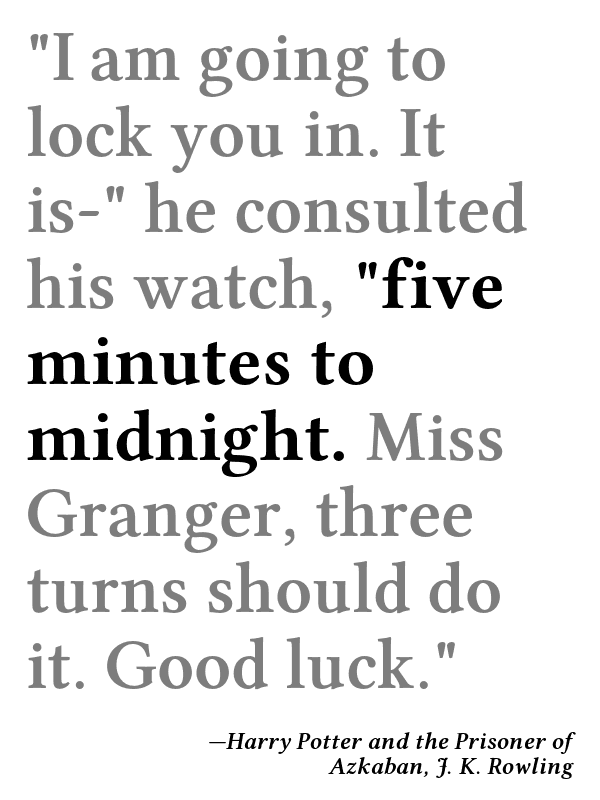 "I am going to
lock you in. It
is-" he consulted
his watch, "five
minutes to
midnight. Miss
Granger, three
turns should do
it. Good luck."
—Harry Potter and the Prisoner of
Azkaban, J. K. Rowling